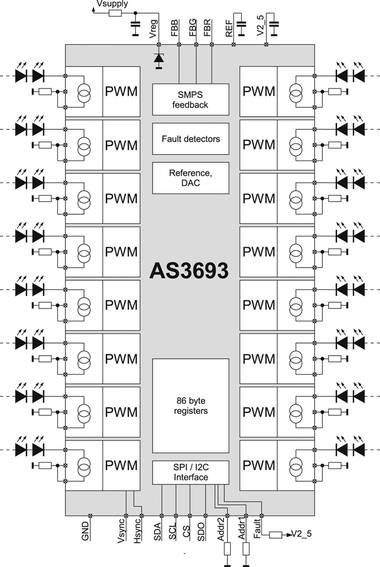 Vsupply
Vreg
FBB
FBG
FBR
REF
V2_5
PWM
SMPS
feedback
PWM
PWM
Fault detectors
PWM
PWM
Reference,
DAC
PWM
PWM
PWM
AS3693
PWM
PWM
PWM
PWM
PWM
86 byte
registers
PWM
PWM
SPI / I2C
Interface
PWM
GND
Vsync
Hsync
SDA
SCL
CS
SDO
Addr2
Addr1
Fault
V2_5